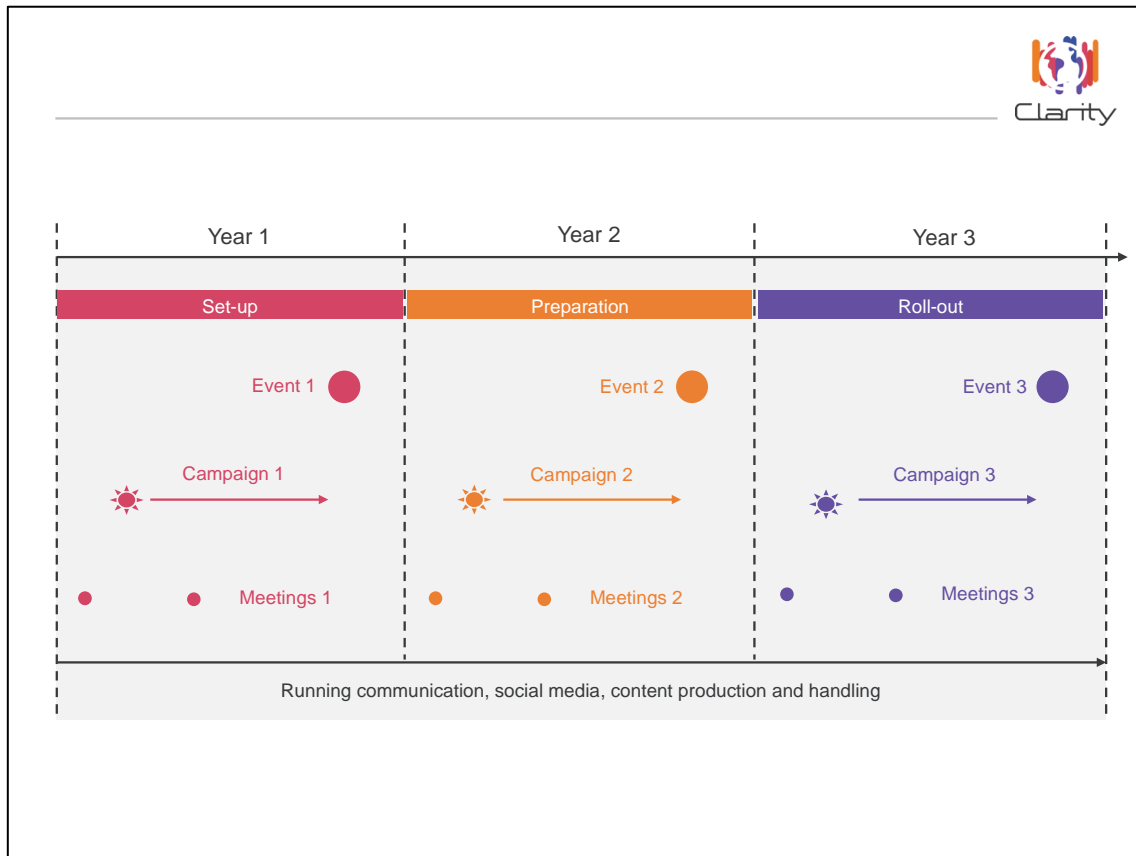 Clarity
Year 1
Year 2
Year 3
Set-up
Preparation
Roll-out
Event 1
Event 2
Event 3
Campaign 1
Campaign 2
Campaign 3
Meetings 1
Meetings 2
Meetings 3
Running communication, social media, content production and handling